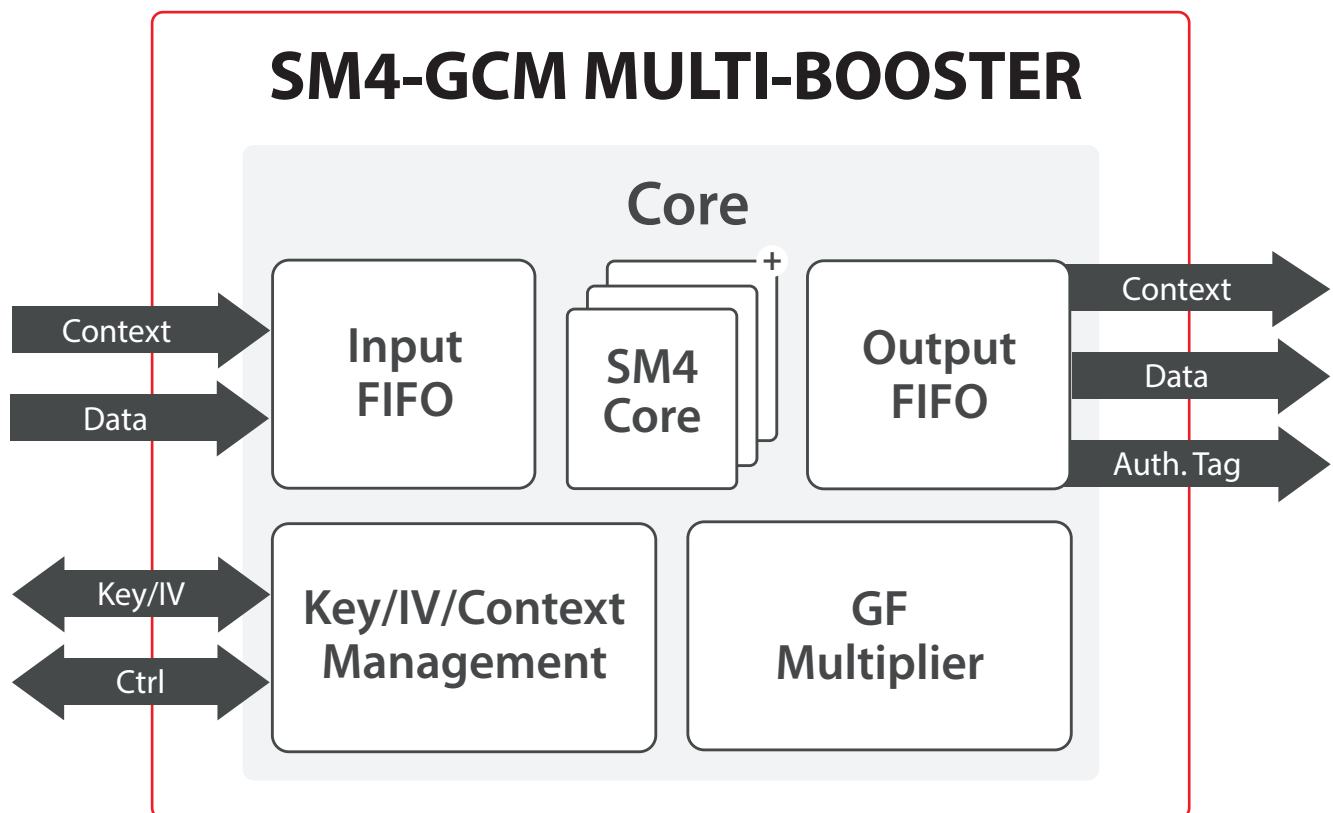 SM4-GCM MULTI-BOOSTER
Core
Context
Data
Input
FIFO
SM4
Core
+
Output
FIFO
Context
Data
Auth. Tag
Key/IV
Ctrl
Key/IV/Context
Management
GF
Multiplier